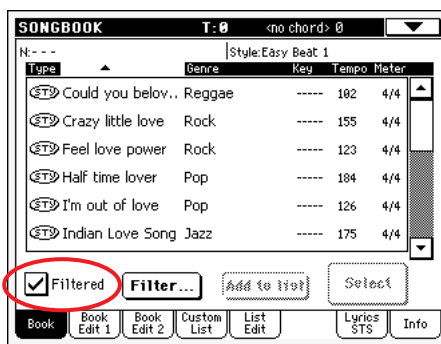 SONGBOOK T:0 <no chord> 0
N:--- Style:Easy Beat 1
Type Genre Key Tempo Meter
STY Could you belov.. Reggae ----- 102 4/4
STY Crazy little love Rock ----- 155 4/4
STY Feel love power Rock ----- 123 4/4
STY Half time lover Pop ----- 184 4/4
STY I'm out of love Pop ----- 126 4/4
STY Indian Love Song Jazz ----- 175 4/4
Filtered Filter... Add to list Select
Book Book Edit 1 Book Edit 2 Custom List List Edit Lyrics STS Info